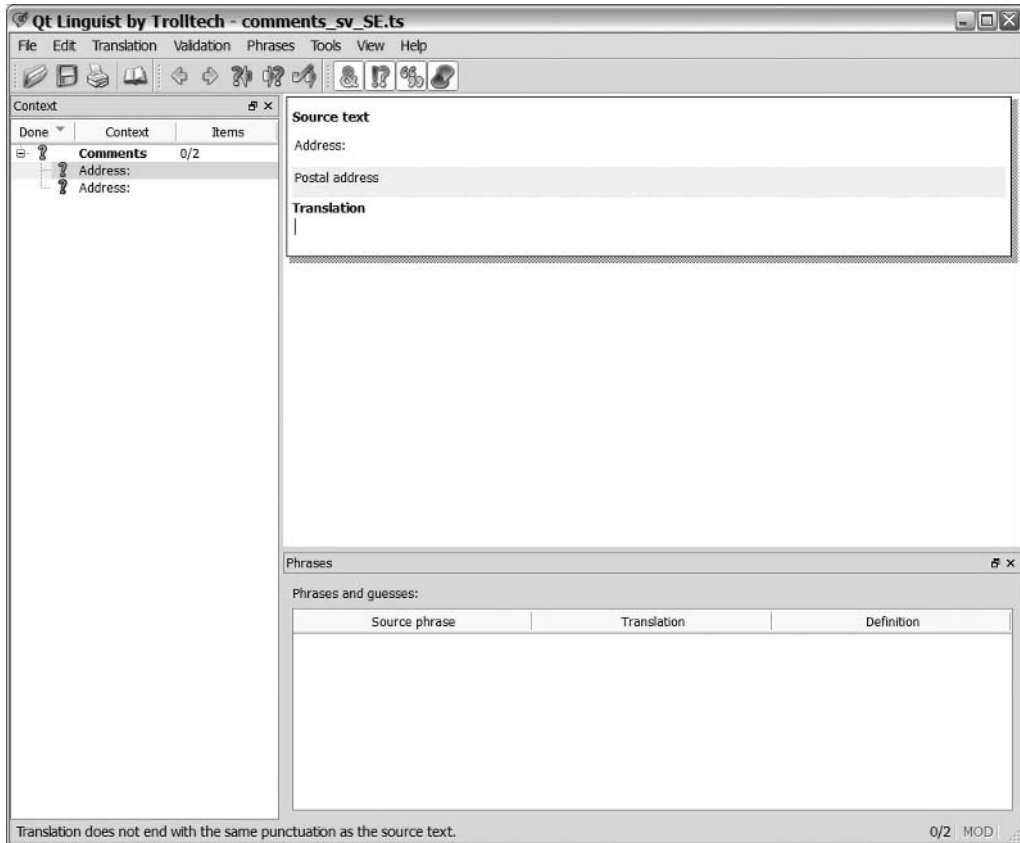 Qt Linguist by Trolltech - comments_sv_SE.ts
File Edit Translation Validation Phrases Tools View Help
Context
Done Context Items
Comments 0/2
Address:
Address:
Source text
Address:
Postal address
Translation
Phrases
Phrases and guesses:
Source phrase Translation Definition
Translation does not end with the same punctuation as the source text. 0/2 MOD